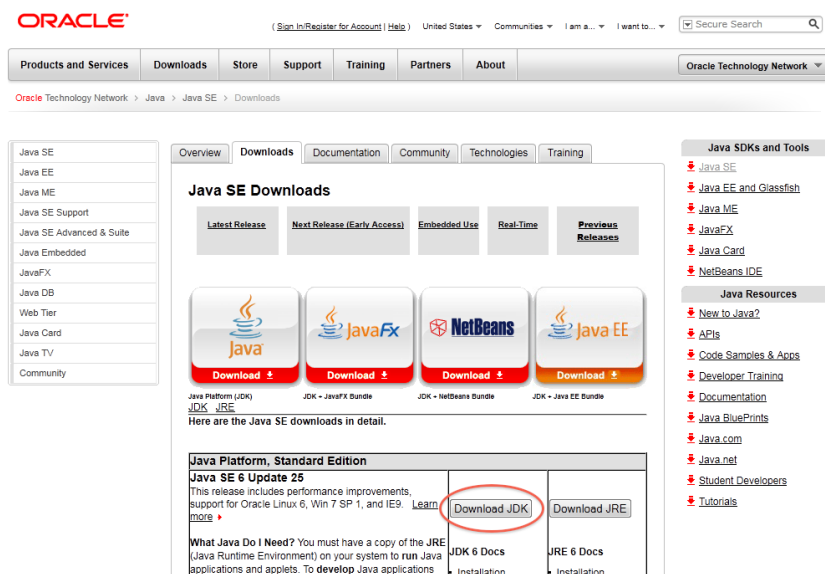 ORACLE
( Sign In/Register for Account | Help ) United States Communities I am a... I want to... Secure Search
Products and Services Downloads Store Support Training Partners About Oracle Technology Network
Oracle Technology Network > Java > Java SE > Downloads
Java SE
Java EE
Java ME
Java SE Support
Java SE Advanced & Suite
Java Embedded
JavaFX
Java DB
Web Tier
Java Card
Java TV
Community
Overview Downloads Documentation Community Technologies Training
Java SE Downloads
Latest Release Next Release (Early Access) Embedded Use Real-Time Previous
Releases
Java JavaFX NetBeans Java EE
Download Download Download Download
Java Platform (JDK) JDK + JavaFX Bundle JDK + NetBeans Bundle JDK + Java EE Bundle
JDK JRE
Here are the Java SE downloads in detail.
Java Platform, Standard Edition
Java SE 6 Update 25
This release includes performance improvements,
support for Oracle Linux 6, Win 7 SP 1, and IE9. Learn
more
Download JDK Download JRE
What Java Do I Need? You must have a copy of the JRE
(Java Runtime Environment) on your system to run Java
applications and applets. To develop Java applications
JDK 6 Docs
Installation
JRE 6 Docs
Installation
Java SDKs and Tools
Java SE
Java EE and Glassfish
Java ME
JavaFX
Java Card
NetBeans IDE
Java Resources
New to Java?
APIs
Code Samples & Apps
Developer Training
Documentation
Java BluePrints
Java.com
Java.net
Student Developers
Tutorials